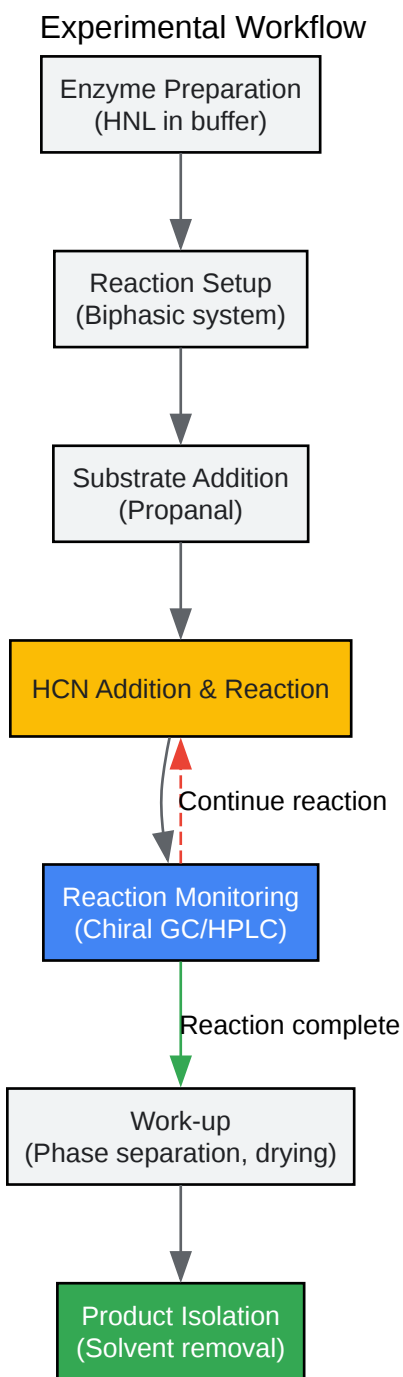 Experimental Workflow
Enzyme Preparation
(HNL in buffer)
Reaction Setup
(Biphasic system)
Substrate Addition
(Propanal)
HCN Addition & Reaction
Continue reaction
Reaction Monitoring
(Chiral GC/HPLC)
Reaction complete
Work-up
(Phase separation, drying)
Product Isolation
(Solvent removal)